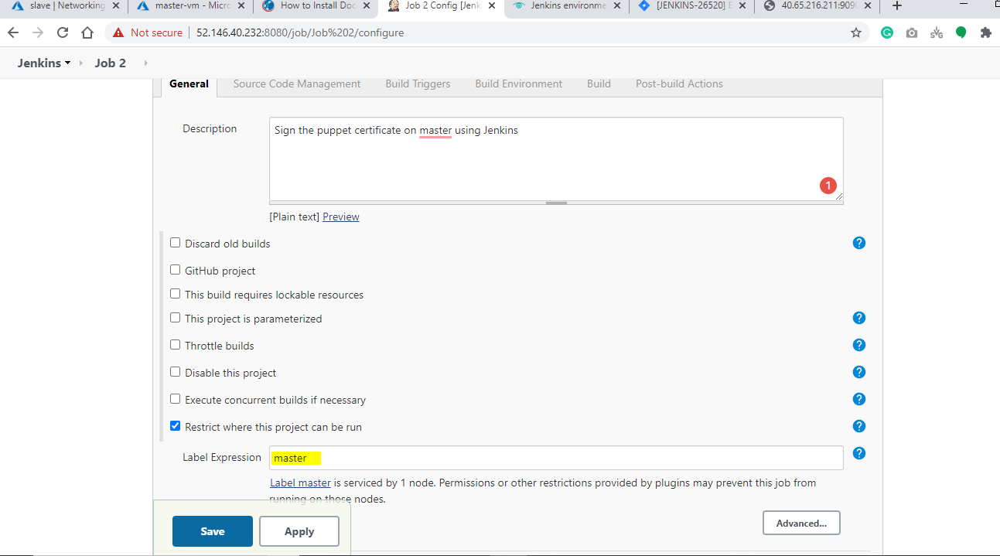 slave | Networking
master-vm - Micro
How to Install Doc
Job 2 Config [Jenk
Jenkins environme
[JENKINS-26520] E
40.65.216.211:9090
Not secure
52.146.40.232:8080/job/Job%202/configure
Jenkins
Job 2
General
Source Code Management
Build Triggers
Build Environment
Build
Post-build Actions
Description
Sign the puppet certificate on master using Jenkins
1
[Plain text] Preview
Discard old builds
?
GitHub project
This build requires lockable resources
This project is parameterized
?
Throttle builds
?
Disable this project
?
Execute concurrent builds if necessary
?
Restrict where this project can be run
?
Label Expression
master
?
Label master is serviced by 1 node. Permissions or other restrictions provided by plugins may prevent this job from
running on those nodes.
Advanced...
Save
Apply